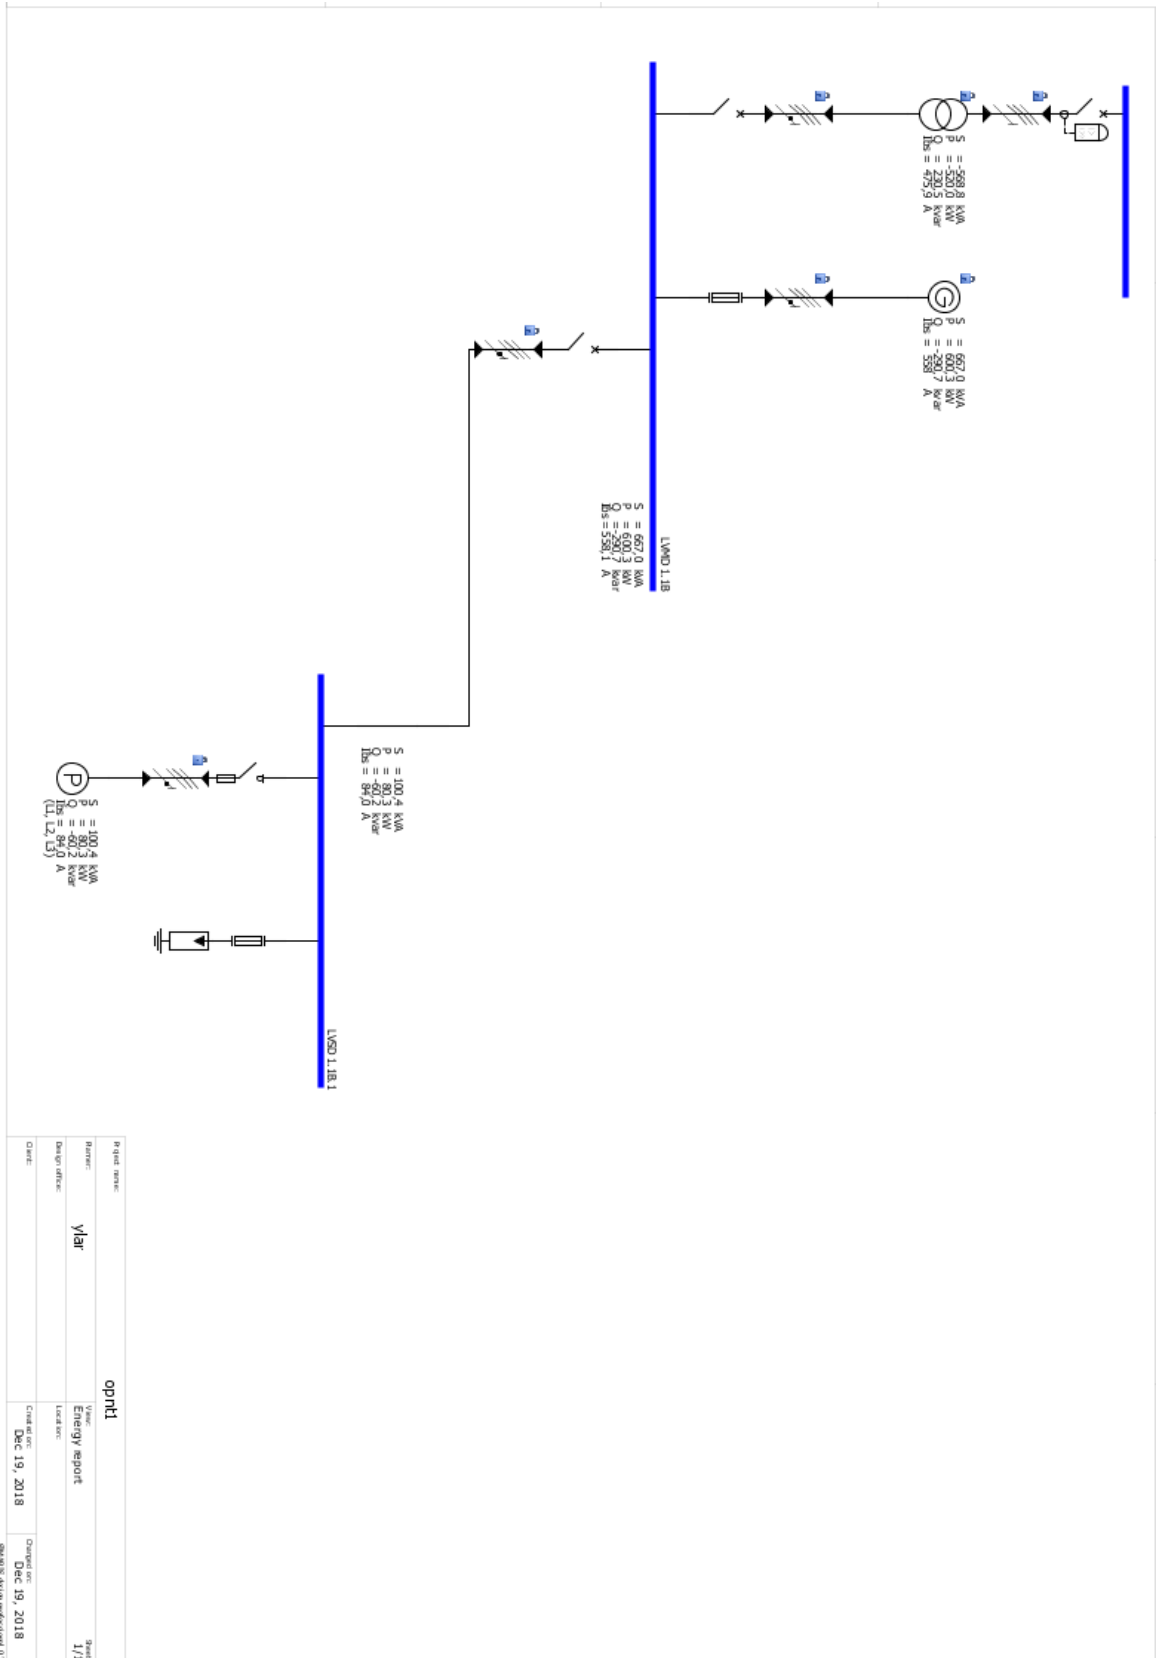 S = -568,8 kVA
P = -520,0 kW
Q = 230,5 kvar
Ibs = 475,9 A
G
S = 667,0 kVA
P = 600,3 kW
Q = -290,7 kvar
Ibs = 558 A
LVMD 1.1B
S = 667,0 kVA
P = 600,3 kW
Q = -290,7 kvar
Ibs = 558,1 A
S = 100,4 kVA
P = 80,3 kW
Q = -60,2 kvar
Ibs = 84,0 A
P
S = 100,4 kVA
P = 80,3 kW
Q = -60,2 kvar
Ibs = 84,0 A
(L1, L2, L3)
LVSD 1.1B.1
Project name:
opnt1
Planner:
ylar
View:
Energy report
Sheet
1/
Design office:
Location:
Client:
Created on:
Dec 19, 2018
Changed on:
Dec 19, 2018